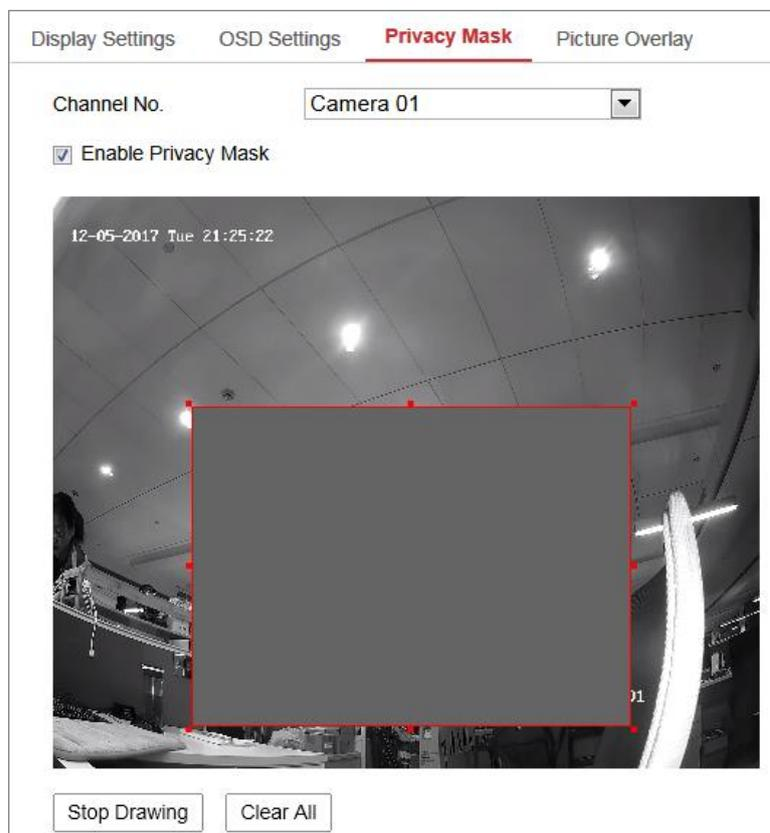 Display Settings OSD Settings Privacy Mask Picture Overlay
Channel No. Camera 01
Enable Privacy Mask
12-05-2017 Tue 21:25:22
01
Stop Drawing Clear All